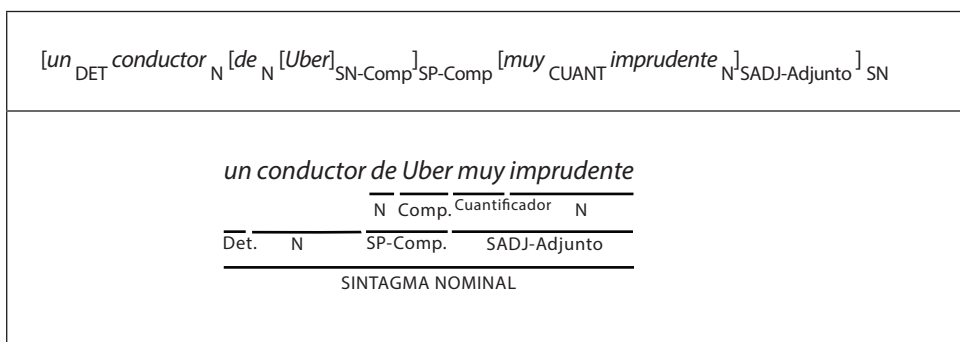 [un DET conductor N [de N [Uber]SN-Comp]SP-Comp [muy CUANT imprudente N]SADJ-Adjunto ] SN
un conductor de Uber muy imprudente
N Comp. Cuantificador N
Det. N SP-Comp. SADJ-Adjunto
SINTAGMA NOMINAL